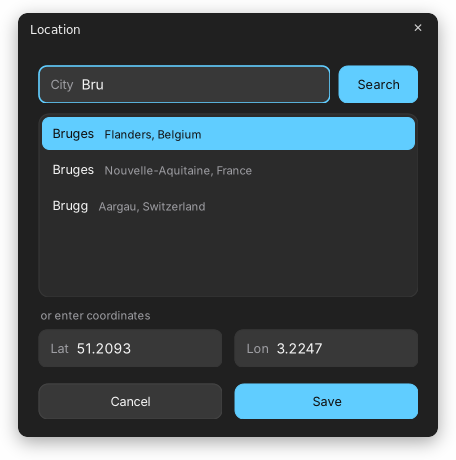 Location ×
City Bru Search
Bruges Flanders, Belgium
Bruges Nouvelle-Aquitaine, France
Brugg Aargau, Switzerland
or enter coordinates
Lat 51.2093 Lon 3.2247
Cancel Save